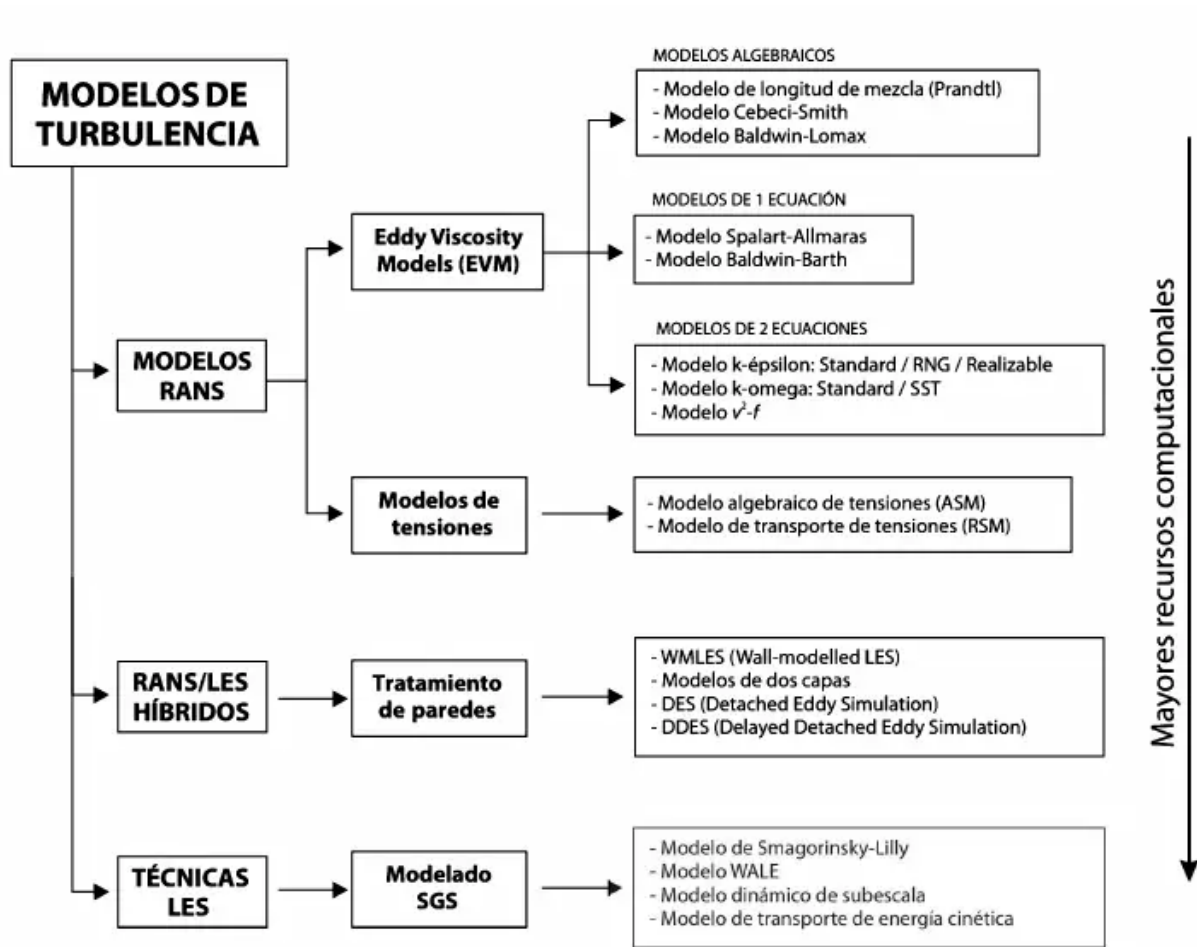 MODELOS DE
TURBULENCIA
MODELOS ALGEBRAICOS
- Modelo de longitud de mezcla (Prandtl)
- Modelo Cebeci-Smith
- Modelo Baldwin-Lomax
Eddy Viscosity
Models (EVM)
MODELOS DE 1 ECUACIÓN
- Modelo Spalart-Allmaras
- Modelo Baldwin-Barth
MODELOS DE 2 ECUACIONES
- Modelo k-épsilon: Standard / RNG / Realizable
- Modelo k-omega: Standard / SST
- Modelo v²-f
MODELOS
RANS
Modelos de
tensiones
- Modelo algebraico de tensiones (ASM)
- Modelo de transporte de tensiones (RSM)
RANS/LES
HÍBRIDOS
Tratamiento
de paredes
- WMLES (Wall-modelled LES)
- Modelos de dos capas
- DES (Detached Eddy Simulation)
- DDES (Delayed Detached Eddy Simulation)
TÉCNICAS
LES
Modelado
SGS
- Modelo de Smagorinsky-Lilly
- Modelo WALE
- Modelo dinámico de subescala
- Modelo de transporte de energía cinética
Mayores recursos computacionales